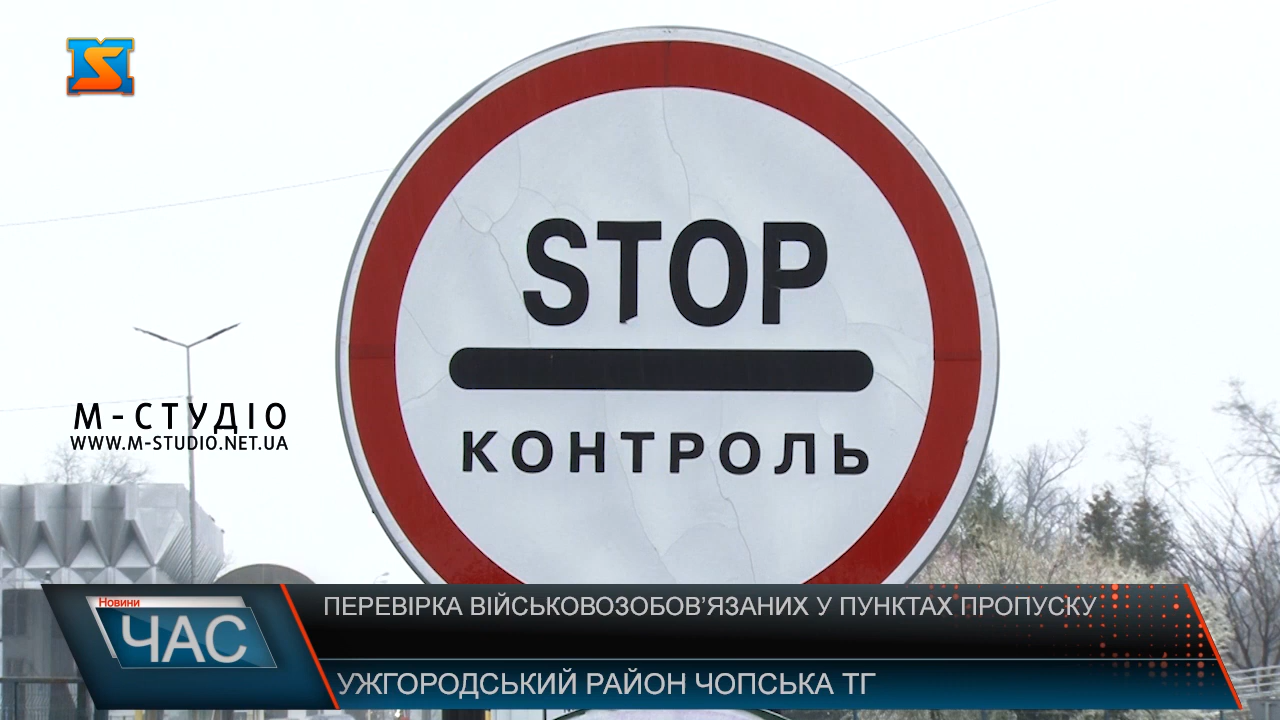 STOP
КОНТРОЛЬ
М-СТУДІО
WWW.M-STUDIO.NET.UA
Новини
ЧАС
ПЕРЕВІРКА ВІЙСЬКОВОЗОБОВ’ЯЗАНИХ У ПУНКТАХ ПРОПУСКУ
УЖГОРОДСЬКИЙ РАЙОН ЧОПСЬКА ТГ